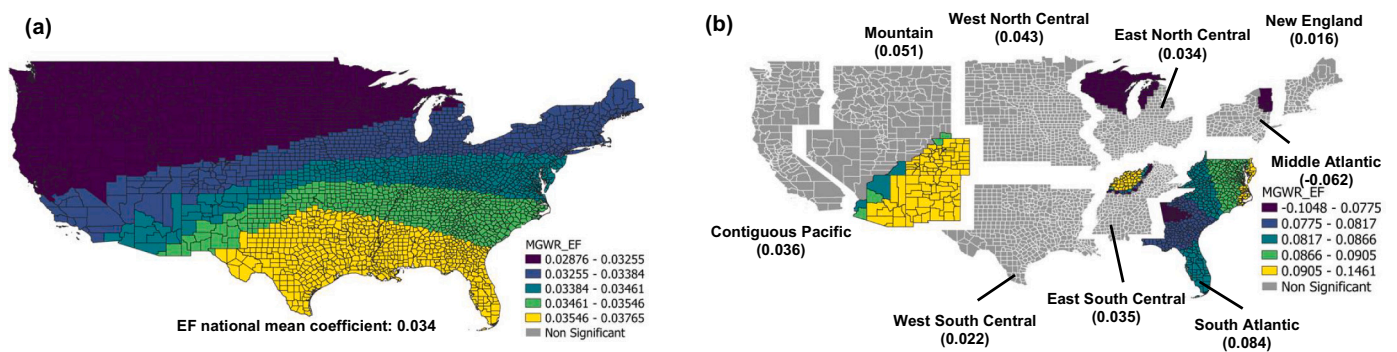 (a)
MGWR_EF
0.02876 - 0.03255
0.03255 - 0.03384
0.03384 - 0.03461
0.03461 - 0.03546
0.03546 - 0.03765
Non Significant
EF national mean coefficient: 0.034
(b)
Mountain
(0.051)
West North Central
(0.043)
East North Central
(0.034)
New England
(0.016)
Middle Atlantic
(-0.062)
MGWR_EF
-0.1048 - 0.0775
0.0775 - 0.0817
0.0817 - 0.0866
0.0866 - 0.0905
0.0905 - 0.1461
Non Significant
Contiguous Pacific
(0.036)
West South Central
(0.022)
East South Central
(0.035)
South Atlantic
(0.084)